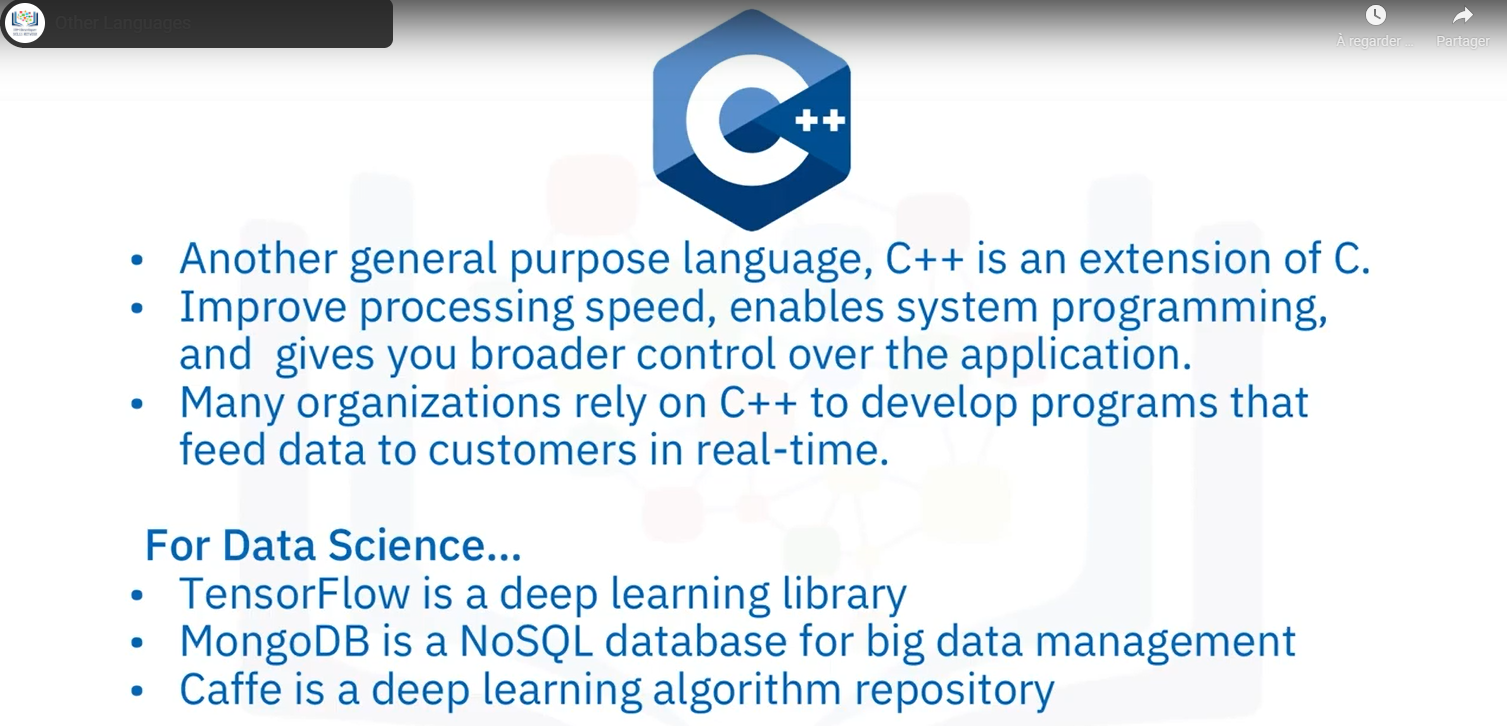 Other Languages
À regarder ...
Partager
C++
• Another general purpose language, C++ is an extension of C.
• Improve processing speed, enables system programming,
and gives you broader control over the application.
• Many organizations rely on C++ to develop programs that
feed data to customers in real-time.
For Data Science...
• TensorFlow is a deep learning library
• MongoDB is a NoSQL database for big data management
• Caffe is a deep learning algorithm repository